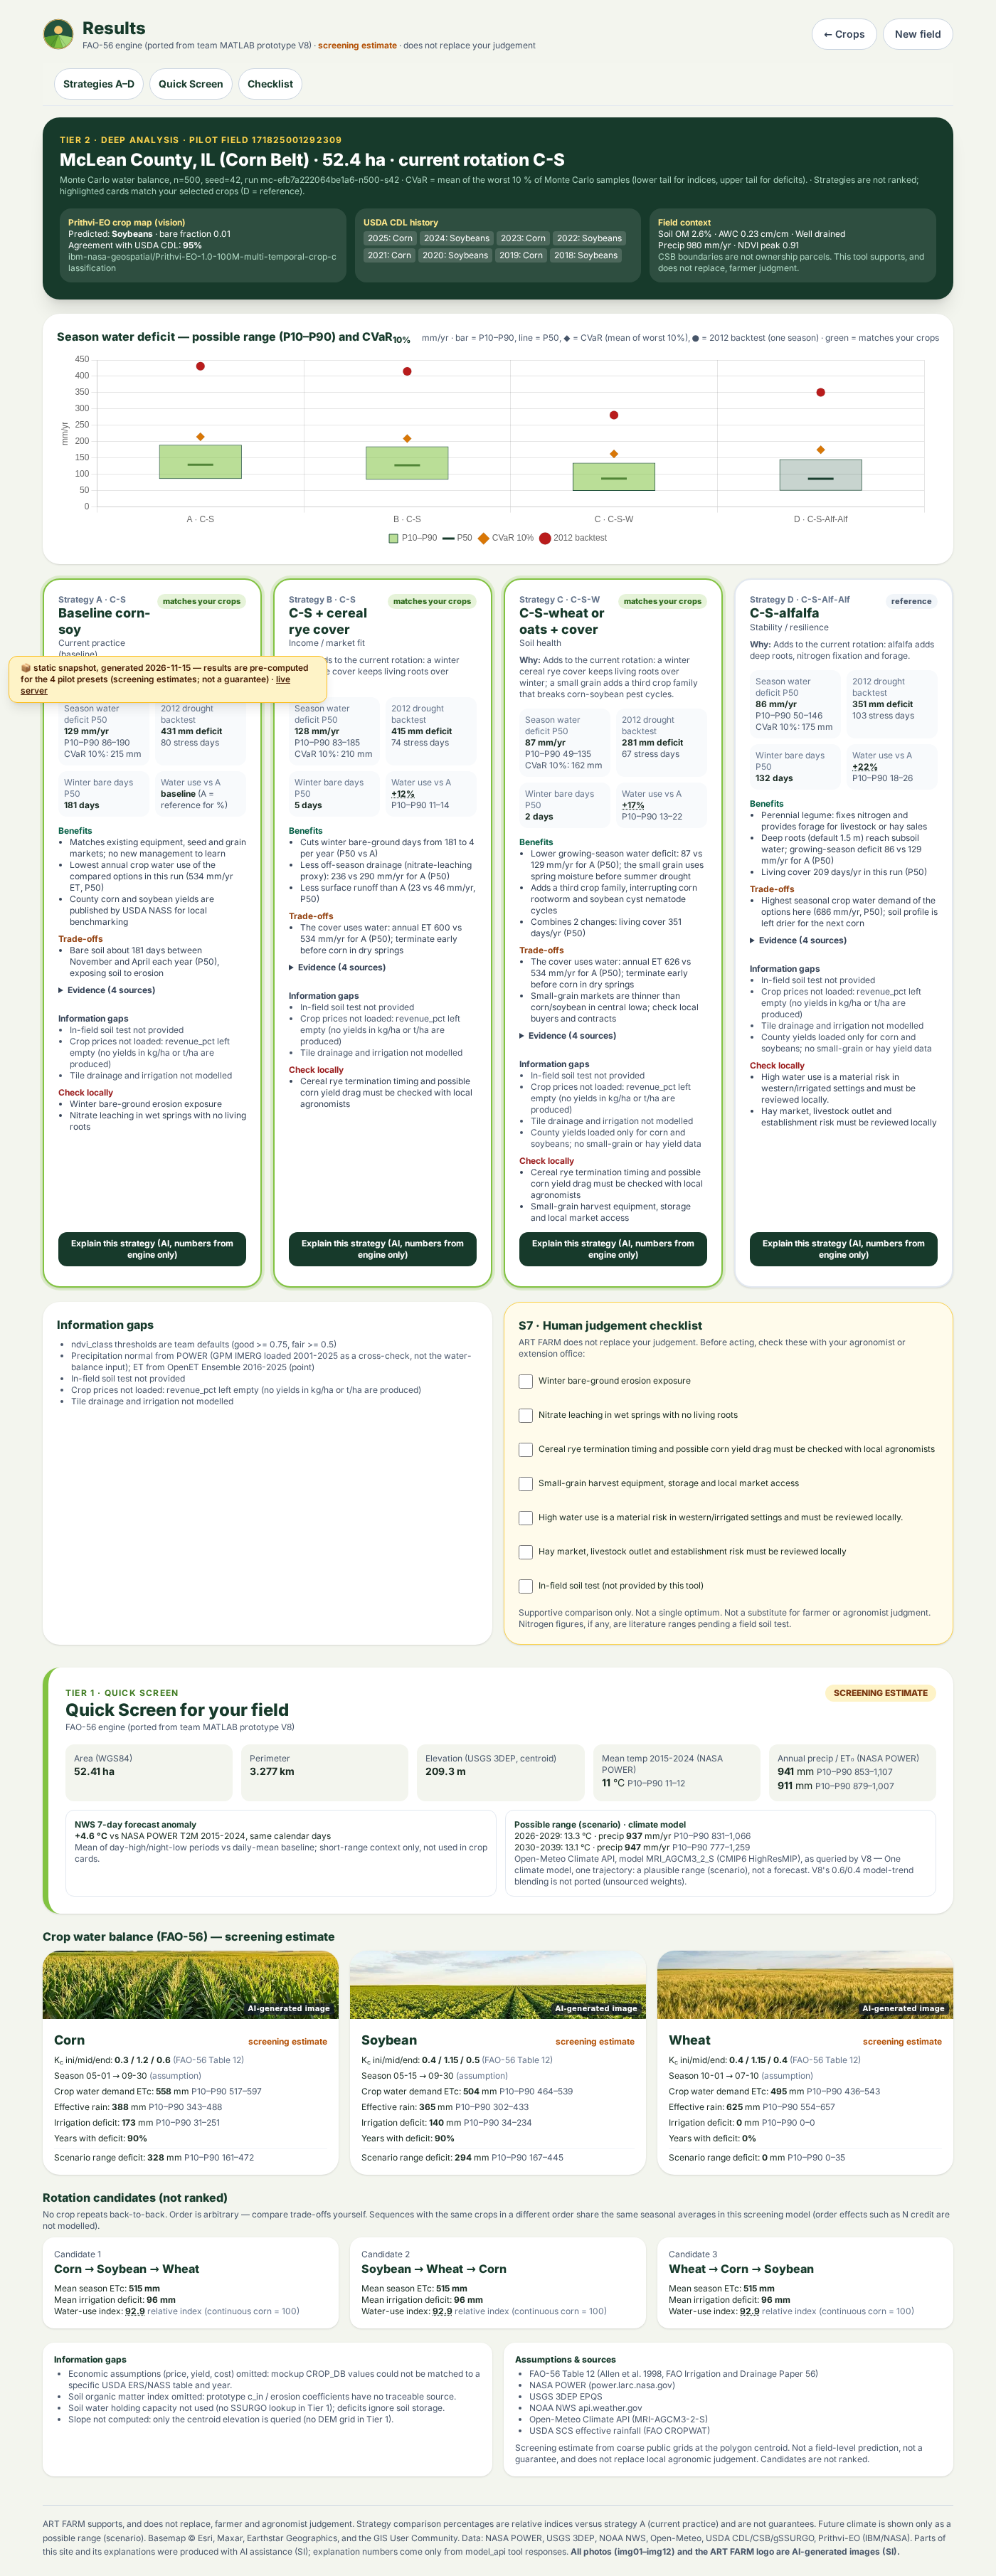 Results
FAO-56 engine (ported from team MATLAB prototype V8) · screening estimate · does not replace your judgement
← Crops
New field
Strategies A–D
Quick Screen
Checklist
TIER 2 · DEEP ANALYSIS · PILOT FIELD 171825001292309
McLean County, IL (Corn Belt) · 52.4 ha · current rotation C-S
Monte Carlo water balance, n=500, seed=42, run mc-efb7a222064be1a6-n500-s42 · CVaR = mean of the worst 10 % of Monte Carlo samples (lower tail for indices, upper tail for deficits). · Strategies are not ranked;
highlighted cards match your selected crops (D = reference).
Prithvi-EO crop map (vision)
Predicted: Soybeans · bare fraction 0.01
Agreement with USDA CDL: 95%
ibm-nasa-geospatial/Prithvi-EO-1.0-100M-multi-temporal-crop-c
lassification
USDA CDL history
2025: Corn 2024: Soybeans 2023: Corn 2022: Soybeans
2021: Corn 2020: Soybeans 2019: Corn 2018: Soybeans
Field context
Soil OM 2.6% · AWC 0.23 cm/cm · Well drained
Precip 980 mm/yr · NDVI peak 0.91
CSB boundaries are not ownership parcels. This tool supports, and
does not replace, farmer judgment.
Season water deficit — possible range (P10–P90) and CVaR10%
mm/yr · bar = P10–P90, line = P50, ◆ = CVaR (mean of worst 10%), ● = 2012 backtest (one season) · green = matches your crops
mm/yr
450
400
350
300
250
200
150
100
50
0
A · C-S
B · C-S
C · C-S-W
D · C-S-Alf-Alf
P10–P90
P50
CVaR 10%
2012 backtest
Strategy A · C-S
matches your crops
Baseline corn-
soy
Current practice
(baseline)
📦 static snapshot, generated 2026-11-15 — results are pre-computed
for the 4 pilot presets (screening estimates; not a guarantee) · live
server
Season water
deficit P50
129 mm/yr
P10–P90 86–190
CVaR 10%: 215 mm
2012 drought
backtest
431 mm deficit
80 stress days
Winter bare days
P50
181 days
Water use vs A
baseline (A =
reference for %)
Benefits
• Matches existing equipment, seed and grain
markets; no new management to learn
• Lowest annual crop water use of the
compared options in this run (534 mm/yr
ET, P50)
• County corn and soybean yields are
published by USDA NASS for local
benchmarking
Trade-offs
• Bare soil about 181 days between
November and April each year (P50),
exposing soil to erosion
▶ Evidence (4 sources)
Information gaps
• In-field soil test not provided
• Crop prices not loaded: revenue_pct left
empty (no yields in kg/ha or t/ha are
produced)
• Tile drainage and irrigation not modelled
Check locally
• Winter bare-ground erosion exposure
• Nitrate leaching in wet springs with no living
roots
Explain this strategy (AI, numbers from
engine only)
Strategy B · C-S
matches your crops
C-S + cereal
rye cover
Income / market fit
ds to the current rotation: a winter
cover keeps living roots over
Season water
deficit P50
128 mm/yr
P10–P90 83–185
CVaR 10%: 210 mm
2012 drought
backtest
415 mm deficit
74 stress days
Winter bare days
P50
5 days
Water use vs A
+12%
P10–P90 11–14
Benefits
• Cuts winter bare-ground days from 181 to 4
per year (P50 vs A)
• Less off-season drainage (nitrate-leaching
proxy): 236 vs 290 mm/yr for A (P50)
• Less surface runoff than A (23 vs 46 mm/yr,
P50)
Trade-offs
• The cover uses water: annual ET 600 vs
534 mm/yr for A (P50); terminate early
before corn in dry springs
▶ Evidence (4 sources)
Information gaps
• In-field soil test not provided
• Crop prices not loaded: revenue_pct left
empty (no yields in kg/ha or t/ha are
produced)
• Tile drainage and irrigation not modelled
Check locally
• Cereal rye termination timing and possible
corn yield drag must be checked with local
agronomists
Explain this strategy (AI, numbers from
engine only)
Strategy C · C-S-W
matches your crops
C-S-wheat or
oats + cover
Soil health
Why: Adds to the current rotation: a winter
cereal rye cover keeps living roots over
winter; a small grain adds a third crop family
that breaks corn-soybean pest cycles.
Season water
deficit P50
87 mm/yr
P10–P90 49–135
CVaR 10%: 162 mm
2012 drought
backtest
281 mm deficit
67 stress days
Winter bare days
P50
2 days
Water use vs A
+17%
P10–P90 13–22
Benefits
• Lower growing-season water deficit: 87 vs
129 mm/yr for A (P50); the small grain uses
spring moisture before summer drought
• Adds a third crop family, interrupting corn
rootworm and soybean cyst nematode
cycles
• Combines 2 changes: living cover 351
days/yr (P50)
Trade-offs
• The cover uses water: annual ET 626 vs
534 mm/yr for A (P50); terminate early
before corn in dry springs
• Small-grain markets are thinner than
corn/soybean in central Iowa; check local
buyers and contracts
▶ Evidence (4 sources)
Information gaps
• In-field soil test not provided
• Crop prices not loaded: revenue_pct left
empty (no yields in kg/ha or t/ha are
produced)
• Tile drainage and irrigation not modelled
• County yields loaded only for corn and
soybeans; no small-grain or hay yield data
Check locally
• Cereal rye termination timing and possible
corn yield drag must be checked with local
agronomists
• Small-grain harvest equipment, storage
and local market access
Explain this strategy (AI, numbers from
engine only)
Strategy D · C-S-Alf-Alf
reference
C-S-alfalfa
Stability / resilience
Why: Adds to the current rotation: alfalfa adds
deep roots, nitrogen fixation and forage.
Season water
deficit P50
86 mm/yr
P10–P90 50–146
CVaR 10%: 175 mm
2012 drought
backtest
351 mm deficit
103 stress days
Winter bare days
P50
132 days
Water use vs A
+22%
P10–P90 18–26
Benefits
• Perennial legume: fixes nitrogen and
provides forage for livestock or hay sales
• Deep roots (default 1.5 m) reach subsoil
water; growing-season deficit 86 vs 129
mm/yr for A (P50)
• Living cover 209 days/yr in this run (P50)
Trade-offs
• Highest seasonal crop water demand of the
options here (686 mm/yr, P50); soil profile is
left drier for the next corn
▶ Evidence (4 sources)
Information gaps
• In-field soil test not provided
• Crop prices not loaded: revenue_pct left
empty (no yields in kg/ha or t/ha are
produced)
• Tile drainage and irrigation not modelled
• County yields loaded only for corn and
soybeans; no small-grain or hay yield data
Check locally
• High water use is a material risk in
western/irrigated settings and must be
reviewed locally.
• Hay market, livestock outlet and
establishment risk must be reviewed locally
Explain this strategy (AI, numbers from
engine only)
Information gaps
• ndvi_class thresholds are team defaults (good >= 0.75, fair >= 0.5)
• Precipitation normal from POWER (GPM IMERG loaded 2001-2025 as a cross-check, not the water-
balance input); ET from OpenET Ensemble 2016-2025 (point)
• In-field soil test not provided
• Crop prices not loaded: revenue_pct left empty (no yields in kg/ha or t/ha are produced)
• Tile drainage and irrigation not modelled
S7 · Human judgement checklist
ART FARM does not replace your judgement. Before acting, check these with your agronomist or
extension office:
Winter bare-ground erosion exposure
Nitrate leaching in wet springs with no living roots
Cereal rye termination timing and possible corn yield drag must be checked with local agronomists
Small-grain harvest equipment, storage and local market access
High water use is a material risk in western/irrigated settings and must be reviewed locally.
Hay market, livestock outlet and establishment risk must be reviewed locally
In-field soil test (not provided by this tool)
Supportive comparison only. Not a single optimum. Not a substitute for farmer or agronomist judgment.
Nitrogen figures, if any, are literature ranges pending a field soil test.
TIER 1 · QUICK SCREEN
SCREENING ESTIMATE
Quick Screen for your field
FAO-56 engine (ported from team MATLAB prototype V8)
Area (WGS84)
52.41 ha
Perimeter
3.277 km
Elevation (USGS 3DEP, centroid)
209.3 m
Mean temp 2015-2024 (NASA
POWER)
11 °C P10–P90 11–12
Annual precip / ET₀ (NASA POWER)
941 mm P10–P90 853–1,107
911 mm P10–P90 879–1,007
NWS 7-day forecast anomaly
+4.6 °C vs NASA POWER T2M 2015-2024, same calendar days
Mean of day-high/night-low periods vs daily-mean baseline; short-range context only, not used in crop
cards.
Possible range (scenario) · climate model
2026-2029: 13.3 °C · precip 937 mm/yr P10–P90 831–1,066
2030-2039: 13.1 °C · precip 947 mm/yr P10–P90 777–1,259
Open-Meteo Climate API, model MRI_AGCM3_2_S (CMIP6 HighResMIP), as queried by V8 — One
climate model, one trajectory: a plausible range (scenario), not a forecast. V8's 0.6/0.4 model-trend
blending is not ported (unsourced weights).
Crop water balance (FAO-56) — screening estimate
AI-generated image
AI-generated image
AI-generated image
Corn
screening estimate
Kc ini/mid/end: 0.3 / 1.2 / 0.6 (FAO-56 Table 12)
Season 05-01 → 09-30 (assumption)
Crop water demand ETc: 558 mm P10–P90 517–597
Effective rain: 388 mm P10–P90 343–488
Irrigation deficit: 173 mm P10–P90 31–251
Years with deficit: 90%
Scenario range deficit: 328 mm P10–P90 161–472
Soybean
screening estimate
Kc ini/mid/end: 0.4 / 1.15 / 0.5 (FAO-56 Table 12)
Season 05-15 → 09-30 (assumption)
Crop water demand ETc: 504 mm P10–P90 464–539
Effective rain: 365 mm P10–P90 302–433
Irrigation deficit: 140 mm P10–P90 34–234
Years with deficit: 90%
Scenario range deficit: 294 mm P10–P90 167–445
Wheat
screening estimate
Kc ini/mid/end: 0.4 / 1.15 / 0.4 (FAO-56 Table 12)
Season 10-01 → 07-10 (assumption)
Crop water demand ETc: 495 mm P10–P90 436–543
Effective rain: 625 mm P10–P90 554–657
Irrigation deficit: 0 mm P10–P90 0–0
Years with deficit: 0%
Scenario range deficit: 0 mm P10–P90 0–35
Rotation candidates (not ranked)
No crop repeats back-to-back. Order is arbitrary — compare trade-offs yourself. Sequences with the same crops in a different order share the same seasonal averages in this screening model (order effects such as N credit are
not modelled).
Candidate 1
Corn → Soybean → Wheat
Mean season ETc: 515 mm
Mean irrigation deficit: 96 mm
Water-use index: 92.9 relative index (continuous corn = 100)
Candidate 2
Soybean → Wheat → Corn
Mean season ETc: 515 mm
Mean irrigation deficit: 96 mm
Water-use index: 92.9 relative index (continuous corn = 100)
Candidate 3
Wheat → Corn → Soybean
Mean season ETc: 515 mm
Mean irrigation deficit: 96 mm
Water-use index: 92.9 relative index (continuous corn = 100)
Information gaps
• Economic assumptions (price, yield, cost) omitted: mockup CROP_DB values could not be matched to a
specific USDA ERS/NASS table and year.
• Soil organic matter index omitted: prototype c_in / erosion coefficients have no traceable source.
• Soil water holding capacity not used (no SSURGO lookup in Tier 1); deficits ignore soil storage.
• Slope not computed: only the centroid elevation is queried (no DEM grid in Tier 1).
Assumptions & sources
• FAO-56 Table 12 (Allen et al. 1998, FAO Irrigation and Drainage Paper 56)
• NASA POWER (power.larc.nasa.gov)
• USGS 3DEP EPQS
• NOAA NWS api.weather.gov
• Open-Meteo Climate API (MRI-AGCM3-2-S)
• USDA SCS effective rainfall (FAO CROPWAT)
Screening estimate from coarse public grids at the polygon centroid. Not a field-level prediction, not a
guarantee, and does not replace local agronomic judgement. Candidates are not ranked.
ART FARM supports, and does not replace, farmer and agronomist judgement. Strategy comparison percentages are relative indices versus strategy A (current practice) and are not guarantees. Future climate is shown only as a
possible range (scenario). Basemap © Esri, Maxar, Earthstar Geographics, and the GIS User Community. Data: NASA POWER, USGS 3DEP, NOAA NWS, Open-Meteo, USDA CDL/CSB/gSSURGO, Prithvi-EO (IBM/NASA). Parts of
this site and its explanations were produced with AI assistance (SI); explanation numbers come only from model_api tool responses. All photos (img01–img12) and the ART FARM logo are AI-generated images (SI).